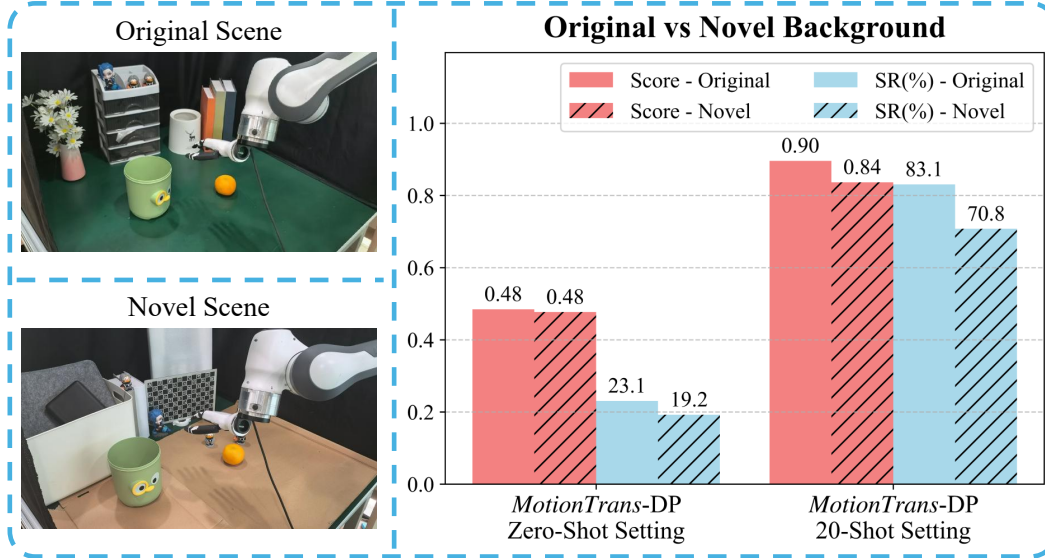 Original Scene
Novel Scene
Original vs Novel Background
Score - Original
Score - Novel
SR(%) - Original
SR(%) - Novel
1.0
0.8
0.6
0.4
0.2
0.0
0.48
0.48
23.1
19.2
0.90
0.84
83.1
70.8
MotionTrans-DP
Zero-Shot Setting
MotionTrans-DP
20-Shot Setting